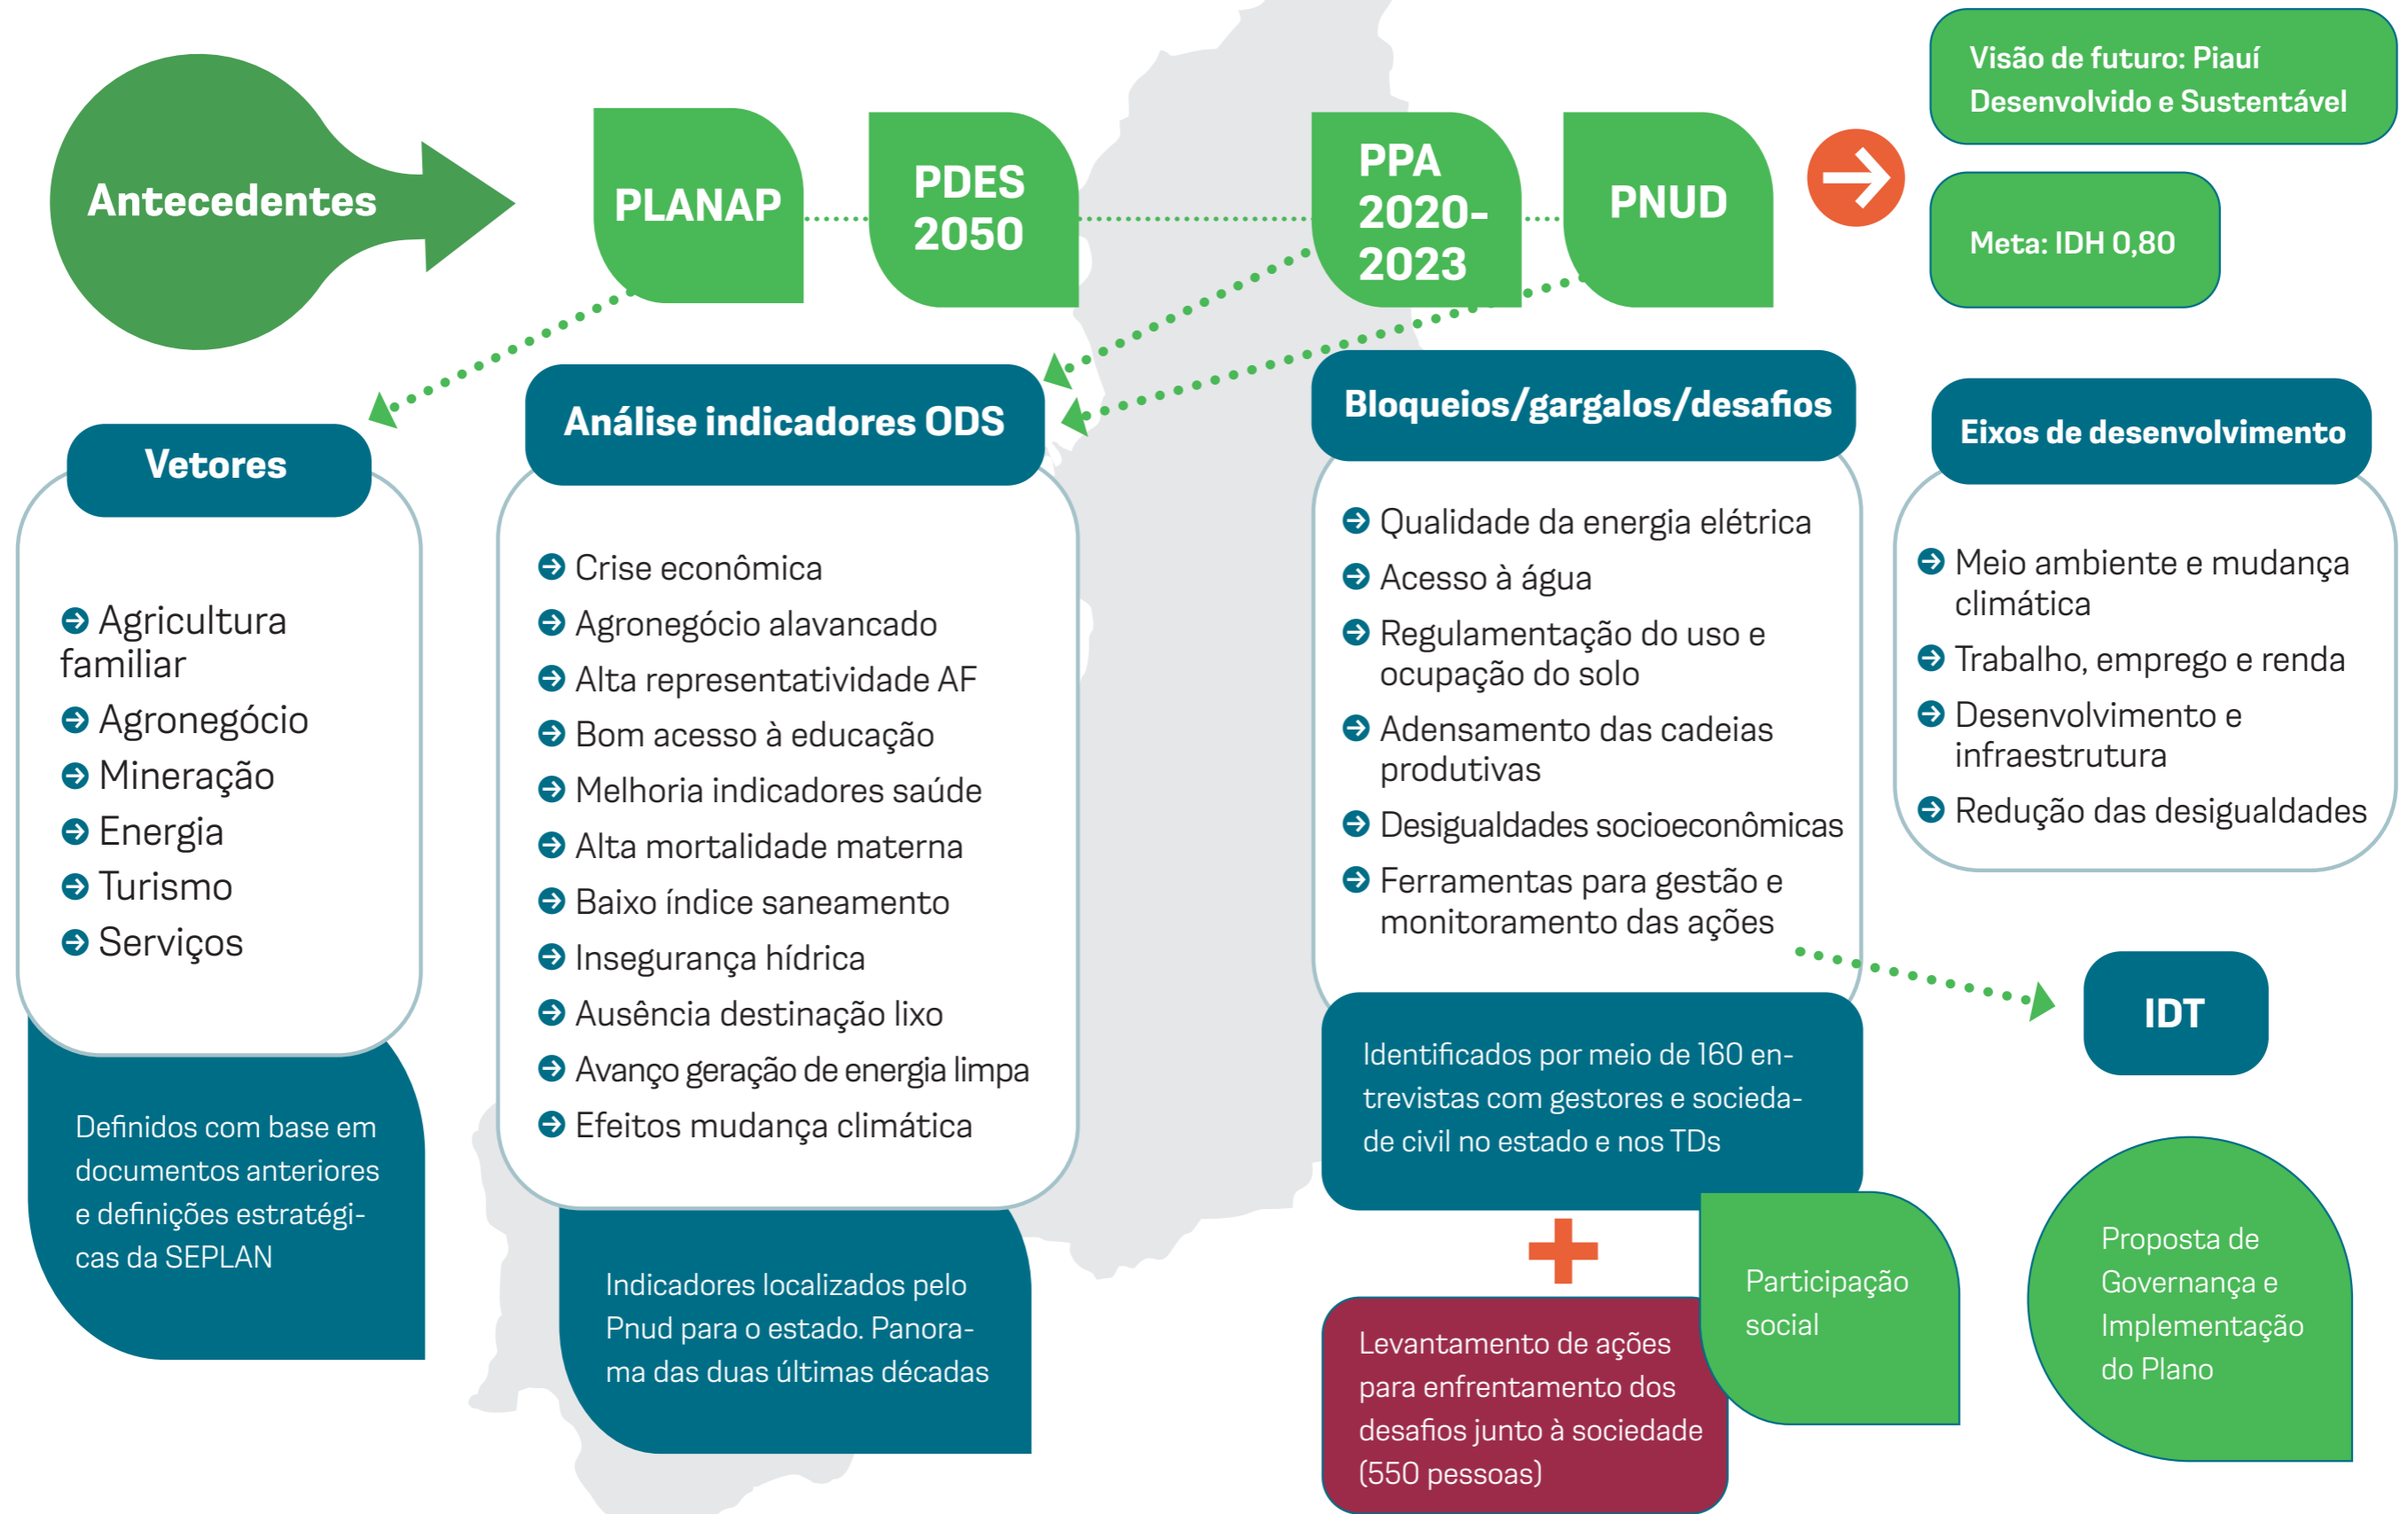 Antecedentes
PLANAP
PDES
2050
PPA
2020-
2023
PNUD
Visão de futuro: Piauí
Desenvolvido e Sustentável
Meta: IDH 0,80
Vetores
Agricultura
familiar
Agronegócio
Mineração
Energia
Turismo
Serviços
Definidos com base em
documentos anteriores
e definições estratégi-
cas da SEPLAN
Análise indicadores ODS
Crise econômica
Agronegócio alavancado
Alta representatividade AF
Bom acesso à educação
Melhoria indicadores saúde
Alta mortalidade materna
Baixo índice saneamento
Insegurança hídrica
Ausência destinação lixo
Avanço geração de energia limpa
Efeitos mudança climática
Indicadores localizados pelo
Pnud para o estado. Panora-
ma das duas últimas décadas
Bloqueios/gargalos/desafios
Qualidade da energia elétrica
Acesso à água
Regulamentação do uso e
ocupação do solo
Adensamento das cadeias
produtivas
Desigualdades socioeconômicas
Ferramentas para gestão e
monitoramento das ações
Identificados por meio de 160 en-
trevistas com gestores e socieda-
de civil no estado e nos TDs
Levantamento de ações
para enfrentamento dos
desafios junto à sociedade
(550 pessoas)
Participação
social
Eixos de desenvolvimento
Meio ambiente e mudança
climática
Trabalho, emprego e renda
Desenvolvimento e
infraestrutura
Redução das desigualdades
IDT
Proposta de
Governança e
Implementação
do Plano